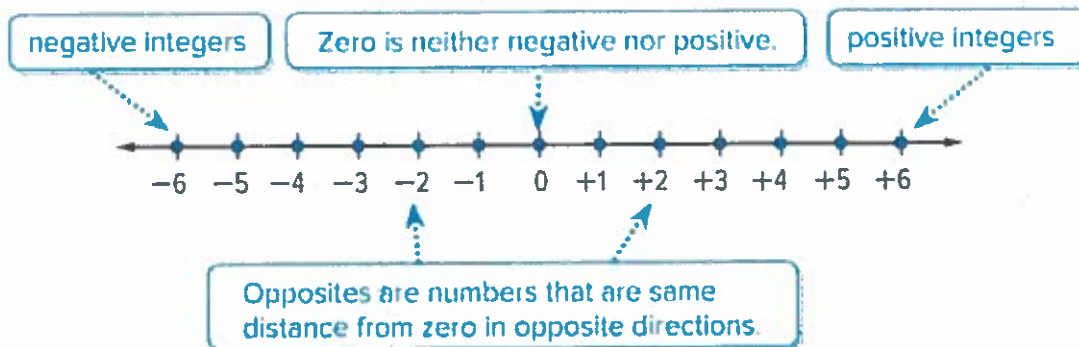 negative integers
Zero is neither negative nor positive.
positive integers
−6 −5 −4 −3 −2 −1 0 +1 +2 +3 +4 +5 +6
Opposites are numbers that are same
distance from zero in opposite directions.